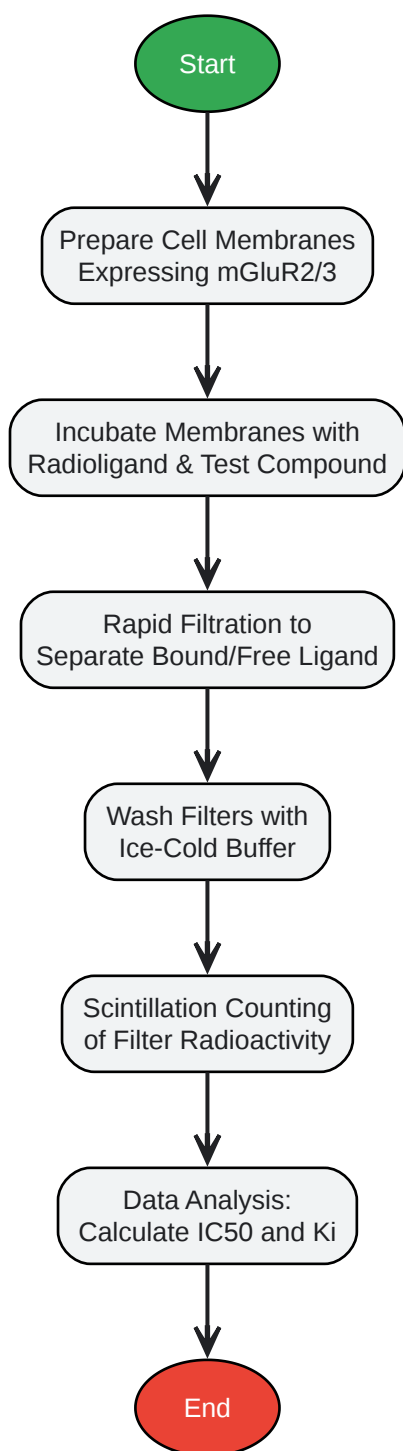 Start
Prepare Cell Membranes
Expressing mGluR2/3
Incubate Membranes with
Radioligand & Test Compound
Rapid Filtration to
Separate Bound/Free Ligand
Wash Filters with
Ice-Cold Buffer
Scintillation Counting
of Filter Radioactivity
Data Analysis:
Calculate IC50 and Ki
End